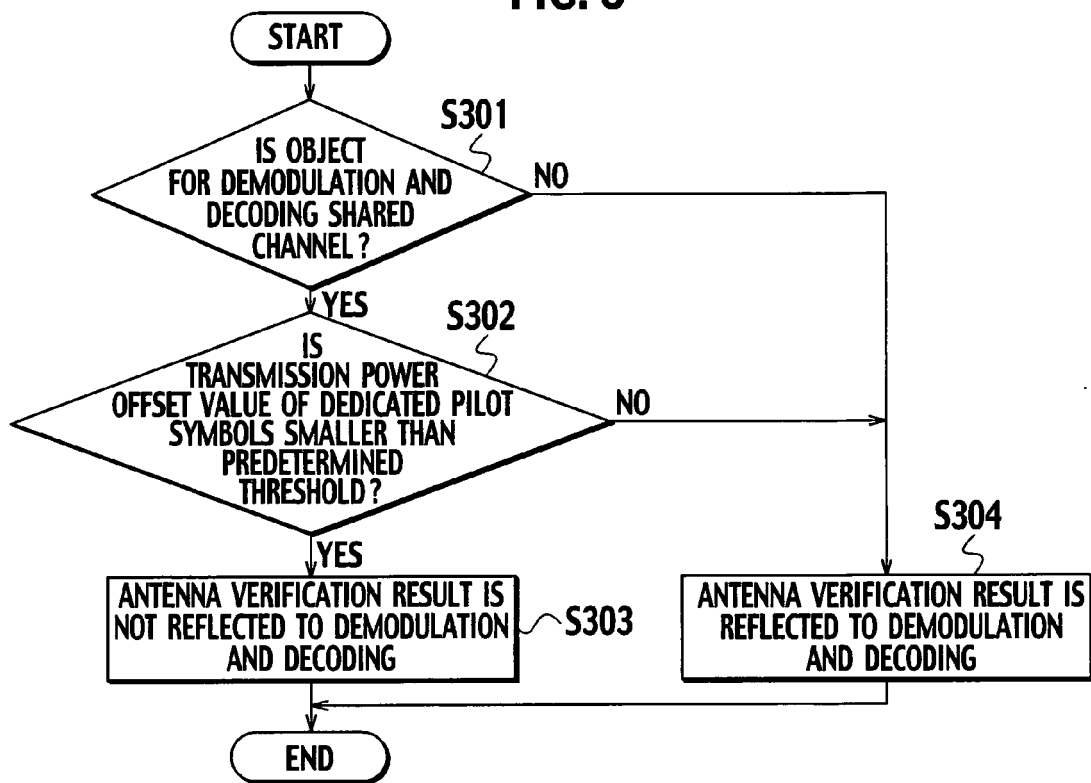 START
S301
IS OBJECT
FOR DEMODULATION AND
DECODING SHARED
CHANNEL?
NO
YES
S302
IS
TRANSMISSION POWER
OFFSET VALUE OF DEDICATED PILOT
SYMBOLS SMALLER THAN
PREDETERMINED
THRESHOLD?
NO
YES
S304
ANTENNA VERIFICATION RESULT IS
NOT REFLECTED TO DEMODULATION
AND DECODING
S303
ANTENNA VERIFICATION RESULT IS
REFLECTED TO DEMODULATION
AND DECODING
END